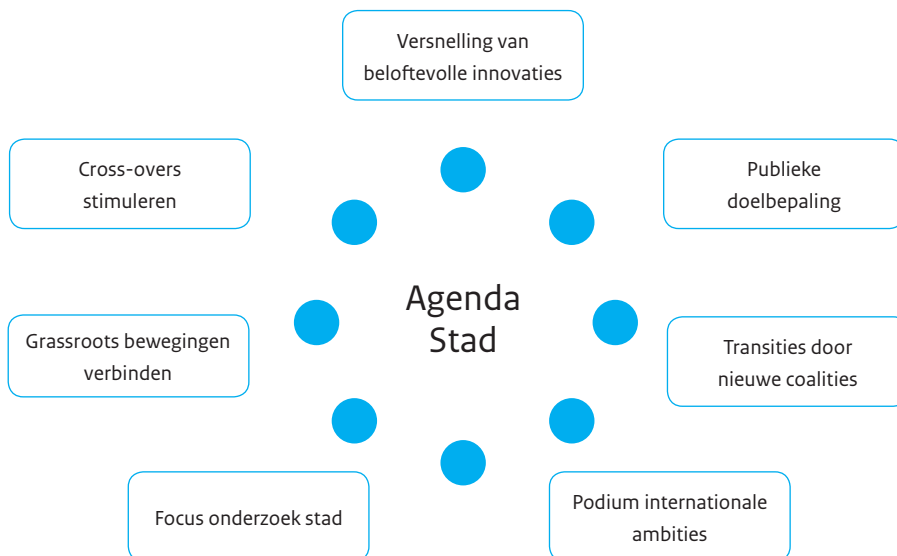 Versnelling van
beloftevolle innovaties
Cross-overs
stimuleren
Publieke
doelbepaling
Agenda
Stad
Grassroots bewegingen
verbinden
Transities door
nieuwe coalities
Focus onderzoek stad
Podium internationale
ambities